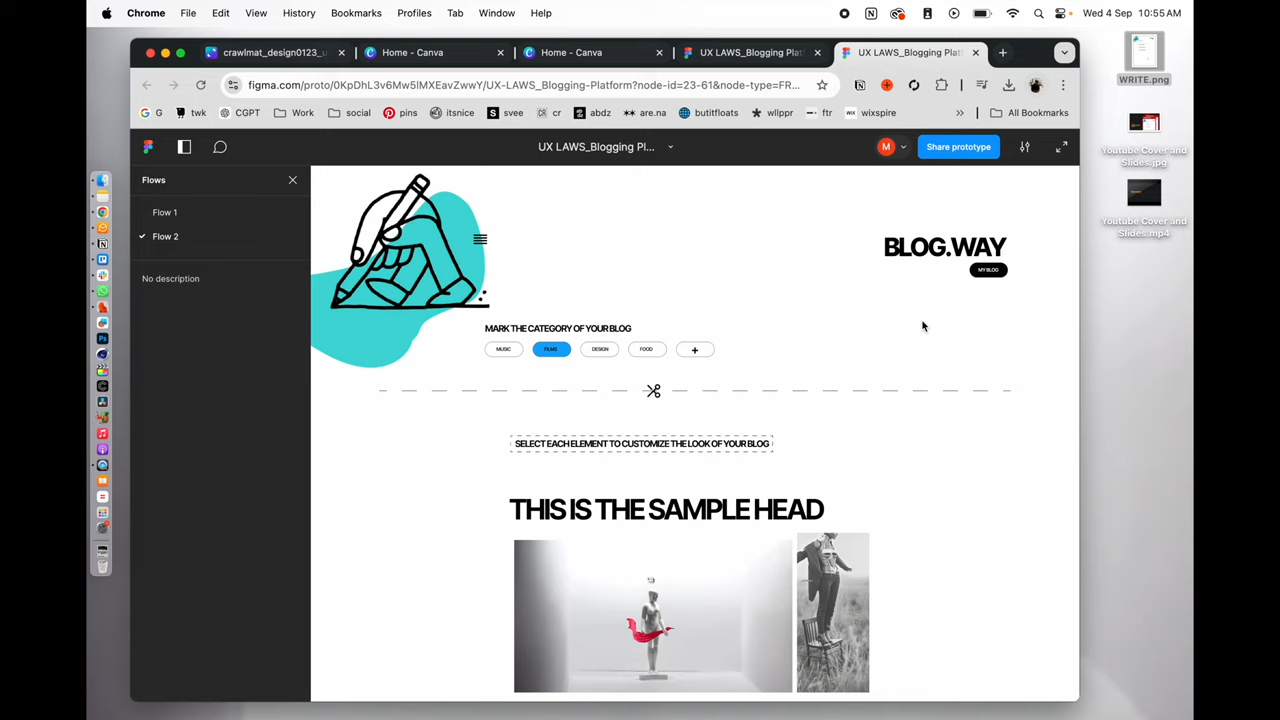 Chrome File Edit View History Bookmarks Profiles Tab Window Help Wed 4 Sep 10:55 AM
crawlmat_design0123_ Home - Canva Home - Canva UX LAWS_Blogging Plat UX LAWS_Blogging Platf
figma.com/proto/0KpDhL3v6Mw5lWXEavZwwY/UX-LAWS_Blogging-Platform?node-id=23-61&node-type=FR...
G twk CGPT Work social pins itsnice svee cr abdz are.na butitfloats wllppr ftr wixspire All Bookmarks
UX LAWS_Blogging Pl... M Share prototype
Flows
Flow 1
Flow 2
No description
BLOG.WAY
MY BLOG
MARK THE CATEGORY OF YOUR BLOG
MUSIC FILMS DESIGN FOOD +
SELECT EACH ELEMENT TO CUSTOMIZE THE LOOK OF YOUR BLOG
THIS IS THE SAMPLE HEAD
WRITE.png
Youtube Cover and
Slides.jpg
Youtube Cover and
Slides.mp4